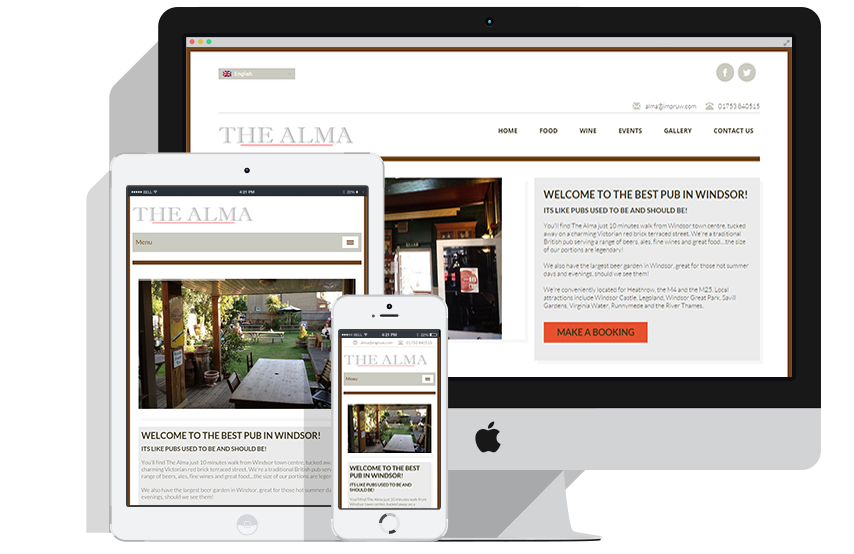 English
alma@impruw.com 01753 840515
THE ALMA
HOME FOOD WINE EVENTS GALLERY CONTACT US
WELCOME TO THE BEST PUB IN WINDSOR!
ITS LIKE PUBS USED TO BE AND SHOULD BE!
You'll find The Alma just 10 minutes walk from Windsor town centre, tucked
away on a charming Victorian red brick terraced street. We're a traditional
British pub serving a range of beers, ales, fine wines and great food....the size
of our portions are legendary!
We also have the largest beer garden in Windsor, great for those hot summer
days and evenings, should we see them!
We're conveniently located for Heathrow, the M4 and the M25. Local
attractions include Windsor Castle, Legoland, Windsor Great Park, Savill
Gardens, Virginia Water, Runnymede and the River Thames.
MAKE A BOOKING
BELL 4:21 PM 22%
THE ALMA
Menu
WELCOME TO THE BEST PUB IN WINDSOR!
ITS LIKE PUBS USED TO BE AND SHOULD BE!
You'll find The Alma just 10 minutes walk from Windsor town centre, tucked away
charming Victorian red brick terraced street. We're a traditional British pub serv
range of beers, ales, fine wines and great food....the size of our portions are leger
We also have the largest beer garden in Windsor, great for those hot summer da
evenings, should we see them!
BELL 4:21 PM 22%
alma@impruw.com 01753 840515
THE ALMA
Menu
WELCOME TO THE BEST
PUB IN WINDSOR!
ITS LIKE PUBS USED TO BE AND
SHOULD BE!
You'll find The Alma just 10 minutes walk from
Windsor town centre, tucked away on a